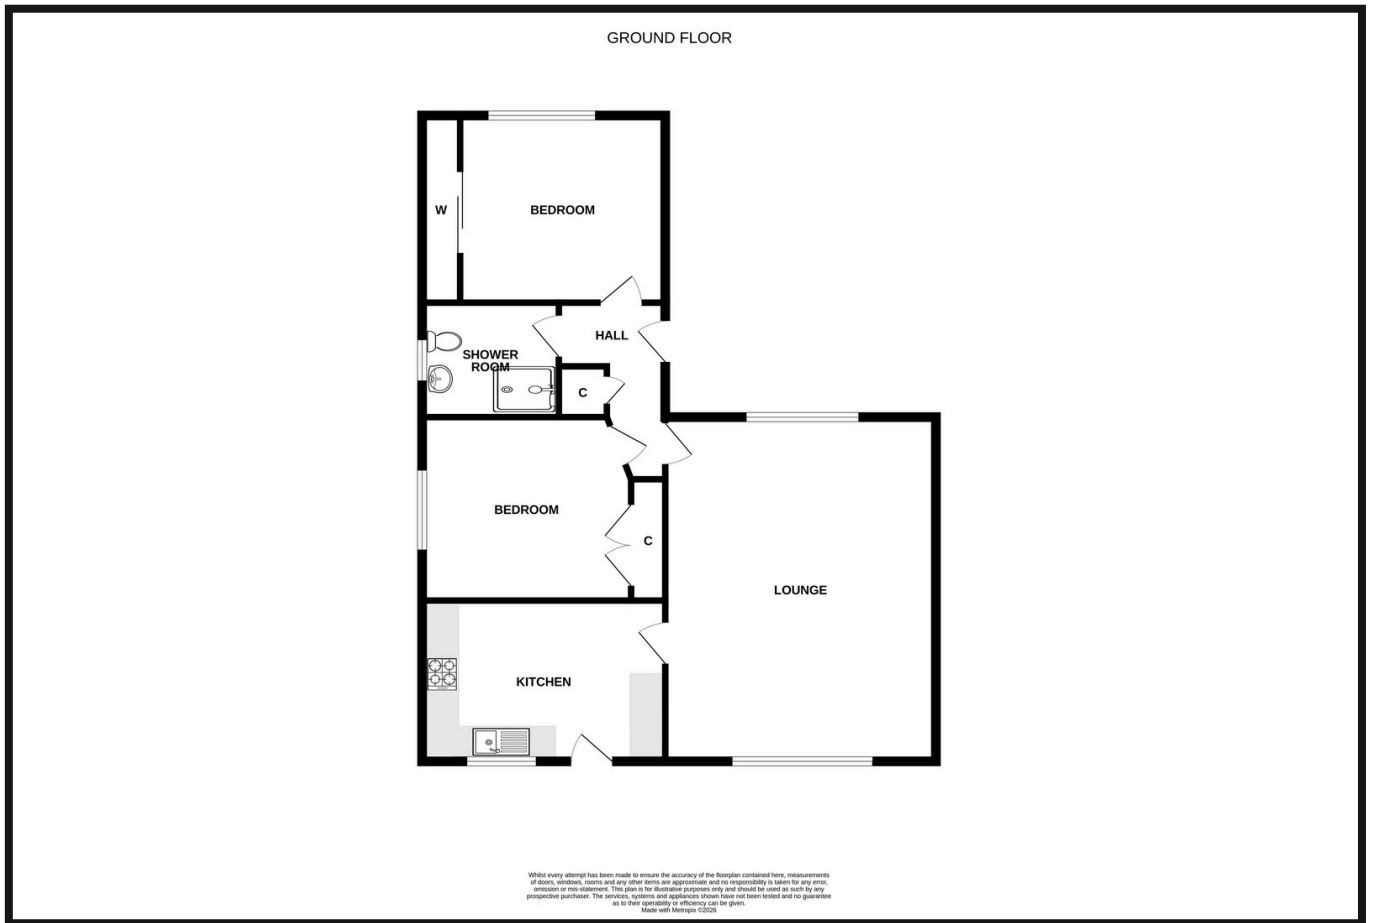 GROUND FLOOR
W
BEDROOM
HALL
SHOWER
ROOM
C
BEDROOM
C
LOUNGE
KITCHEN
Whilst every attempt has been made to ensure the accuracy of the floorplan contained here, measurements
of doors, windows, rooms and any other items are approximate and no responsibility is taken for any error,
omission or mis-statement. This plan is for illustrative purposes only and should be used as such by any
prospective purchaser. The services, systems and appliances shown have not been tested and no guarantee
as to their operability or efficiency can be given.
Made with Metropix ©2026